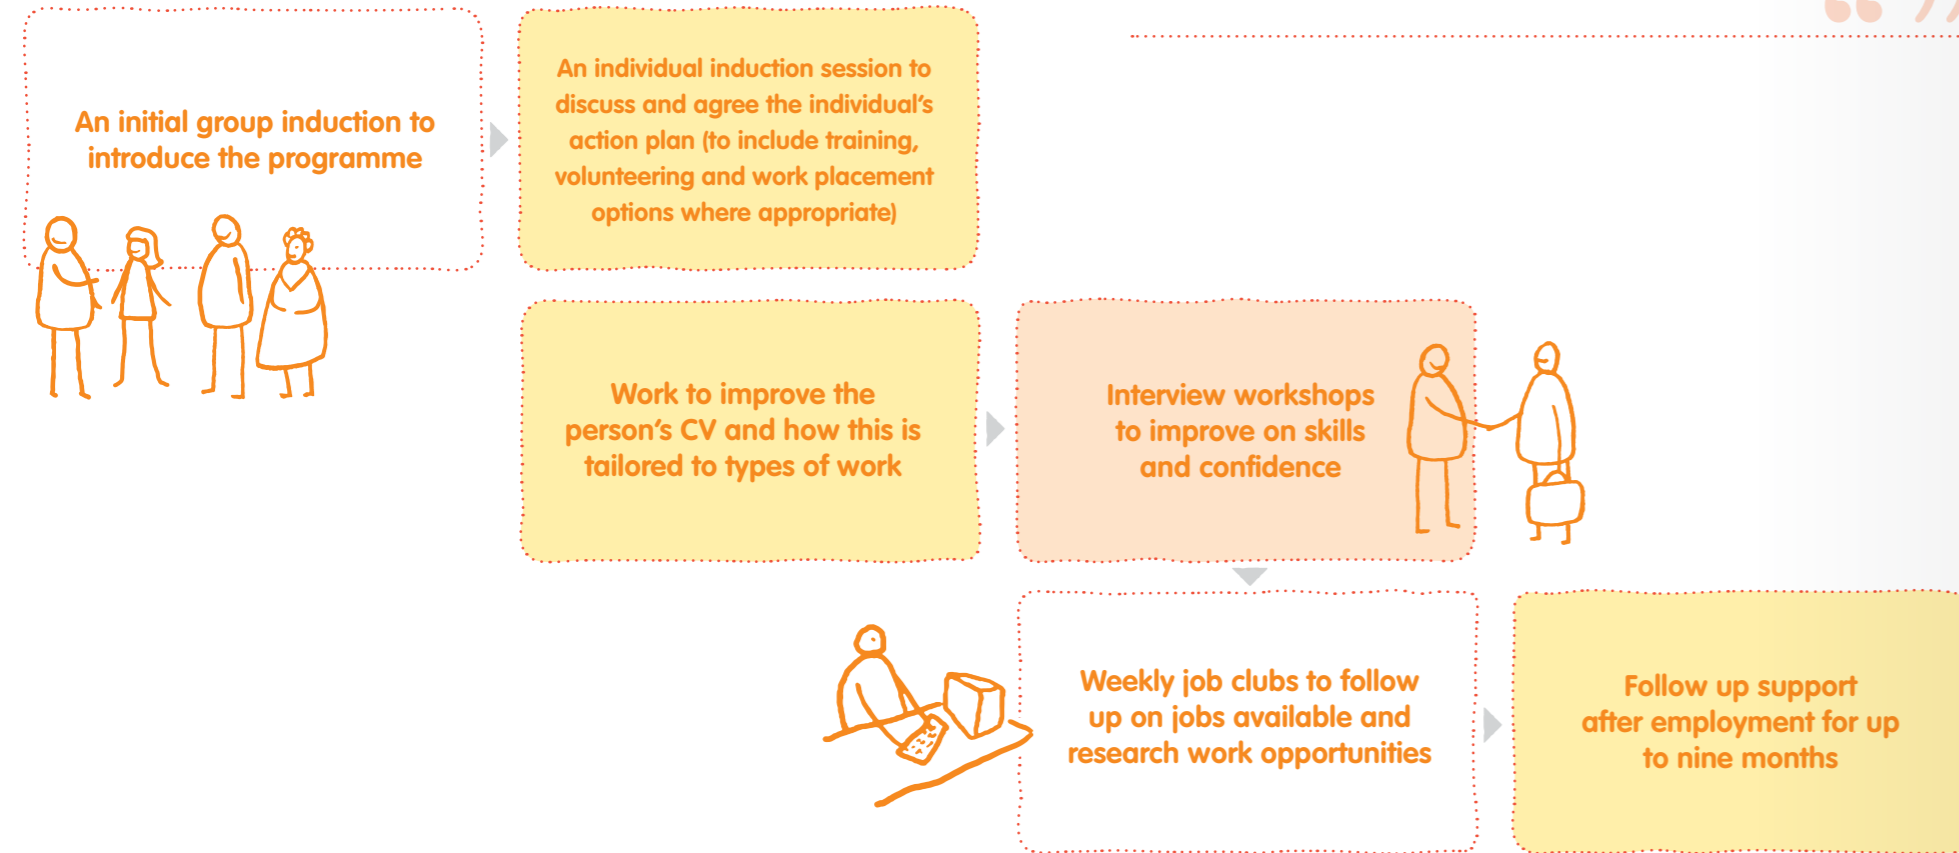 An initial group induction to
introduce the programme
An individual induction session to
discuss and agree the individual’s
action plan (to include training,
volunteering and work placement
options where appropriate)
Work to improve the
person’s CV and how this is
tailored to types of work
Interview workshops
to improve on skills
and confidence
Weekly job clubs to follow
up on jobs available and
research work opportunities
Follow up support
after employment for up
to nine months